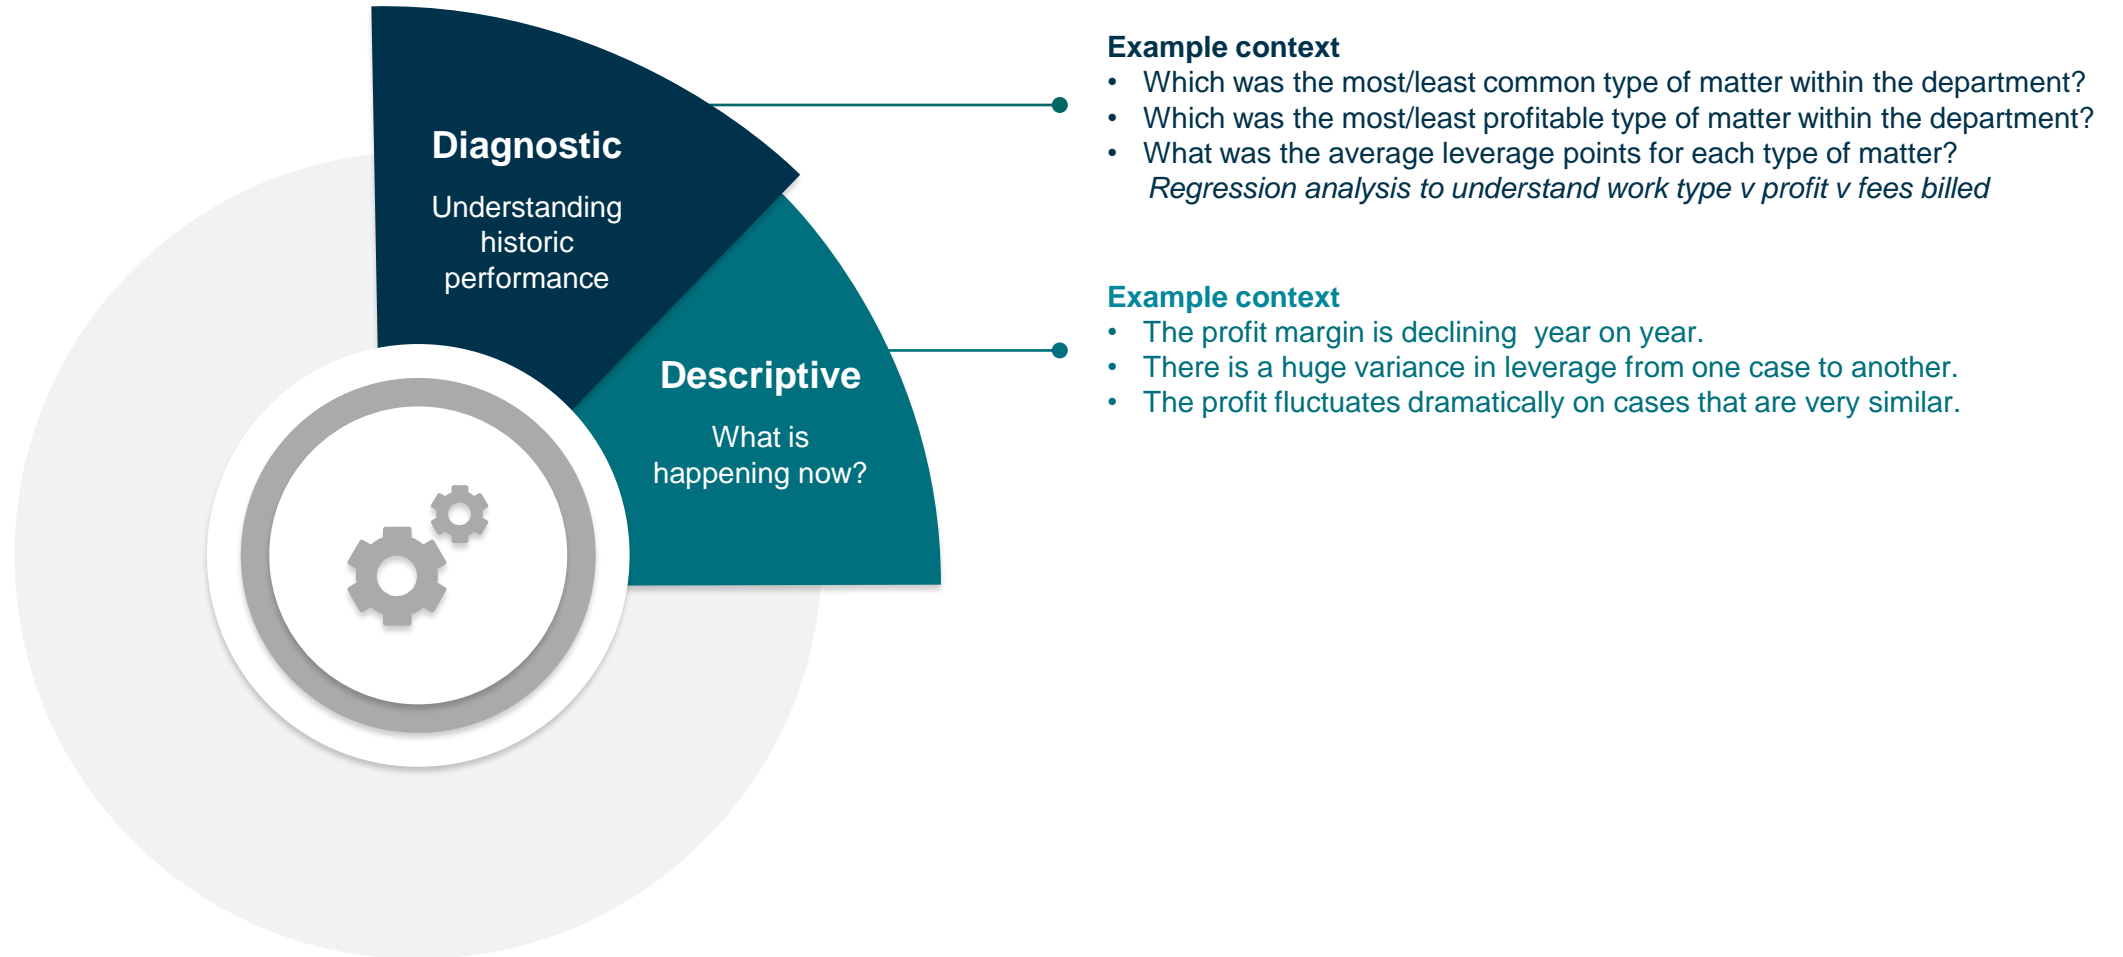 Diagnostic
Understanding
historic
performance
Example context
• Which was the most/least common type of matter within the department?
• Which was the most/least profitable type of matter within the department?
• What was the average leverage points for each type of matter?
Regression analysis to understand work type v profit v fees billed
Descriptive
What is
happening now?
Example context
• The profit margin is declining  year on year.
• There is a huge variance in leverage from one case to another.
• The profit fluctuates dramatically on cases that are very similar.